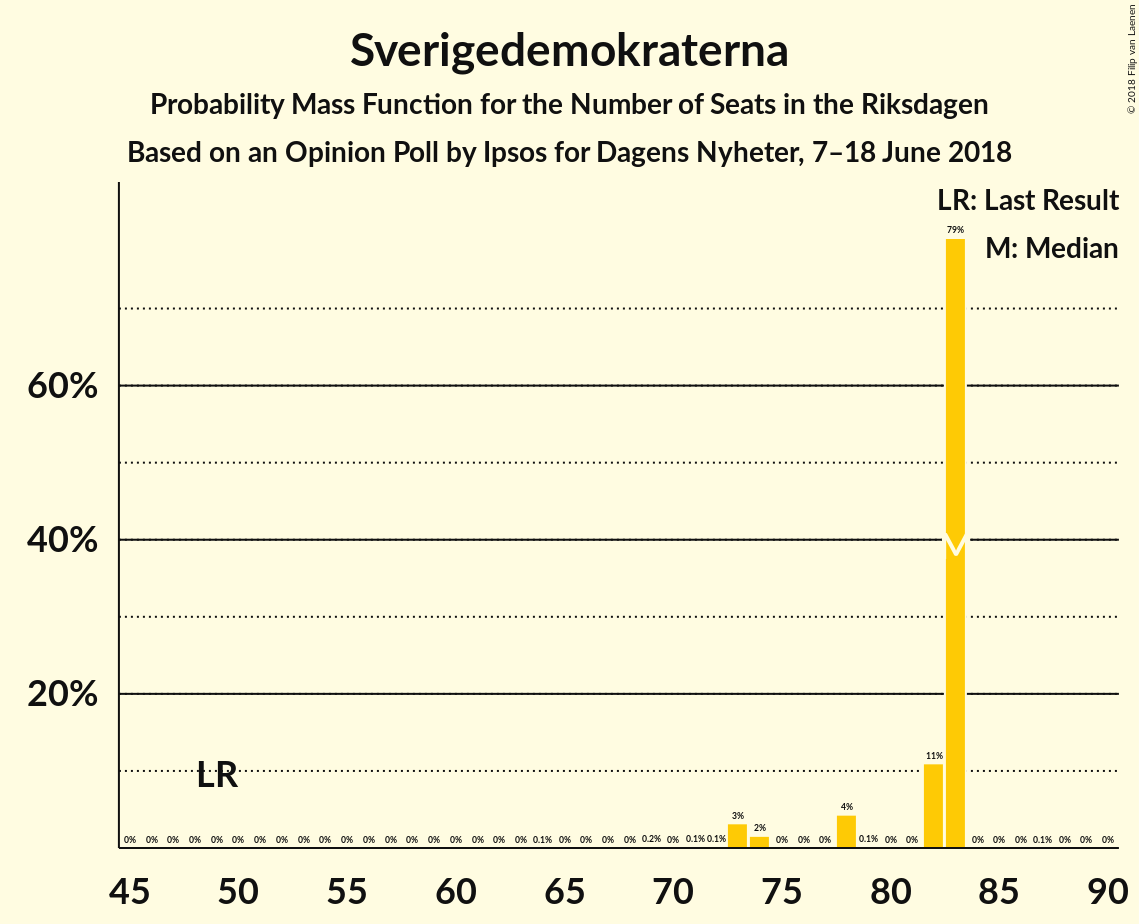 Sverigedemokraterna
Probability Mass Function for the Number of Seats in the Riksdagen
Based on an Opinion Poll by Ipsos for Dagens Nyheter, 7–18 June 2018
© 2018 Filip van Laenen
LR: Last Result
M: Median
79%
60%
40%
20%
LR
11%
4%
3%
2%
0% 0% 0% 0% 0% 0% 0% 0% 0% 0% 0% 0% 0% 0% 0% 0% 0% 0% 0% 0.1% 0% 0% 0% 0% 0.2% 0% 0.1% 0.1% 0% 0% 0% 0.1% 0% 0% 0% 0% 0% 0.1% 0% 0% 0%
45 50 55 60 65 70 75 80 85 90